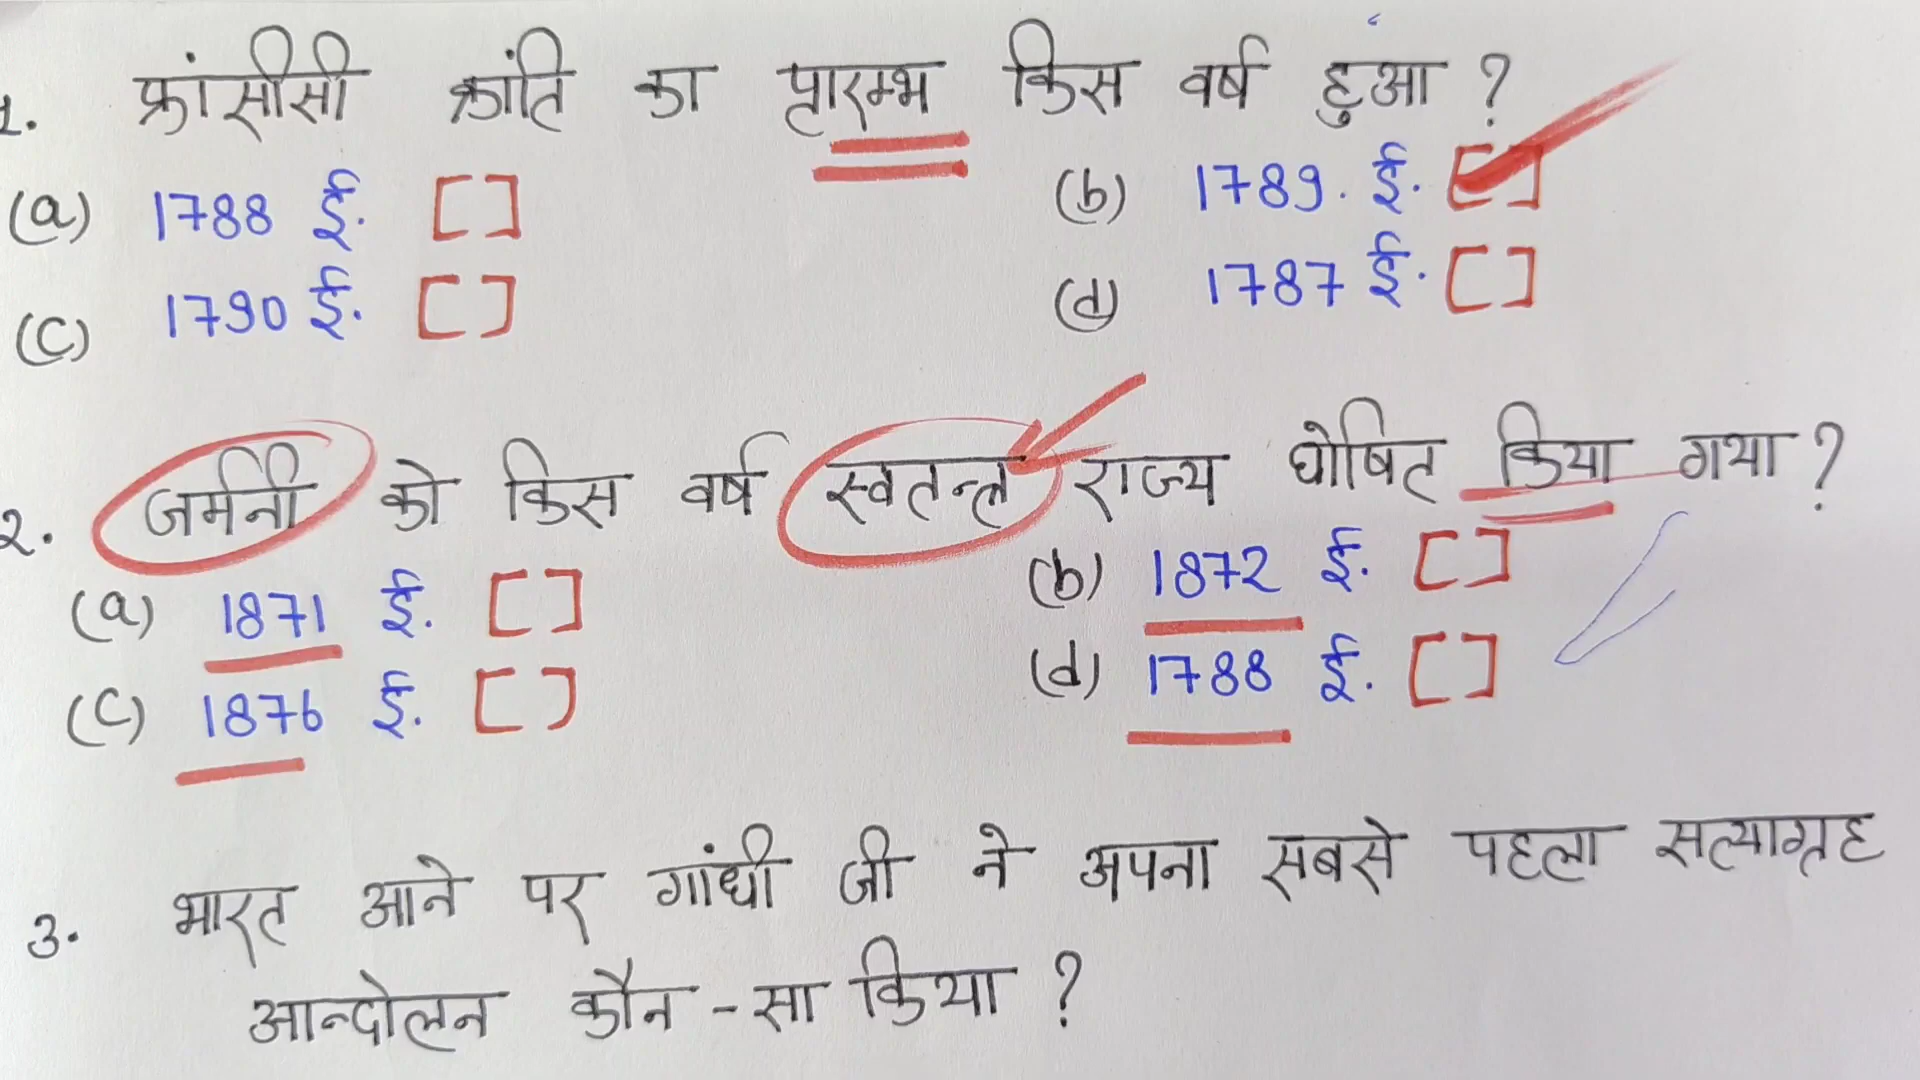 1. फ्रांसीसी क्रांति का प्रारम्भ किस वर्ष हुआ ?
(a) 1788 ई. [] (b) 1789. ई. []
(c) 1790 ई. [] (d) 1787 ई. []
2. जर्मनी को किस वर्ष स्वतन्त्र राज्य घोषित किया गया ?
(a) 1871 ई. [] (b) 1872 ई. []
(c) 1876 ई. [] (d) 1788 ई. []
3. भारत आने पर गांधी जी ने अपना सबसे पहला सत्याग्रह
आन्दोलन कौन - सा किया ?